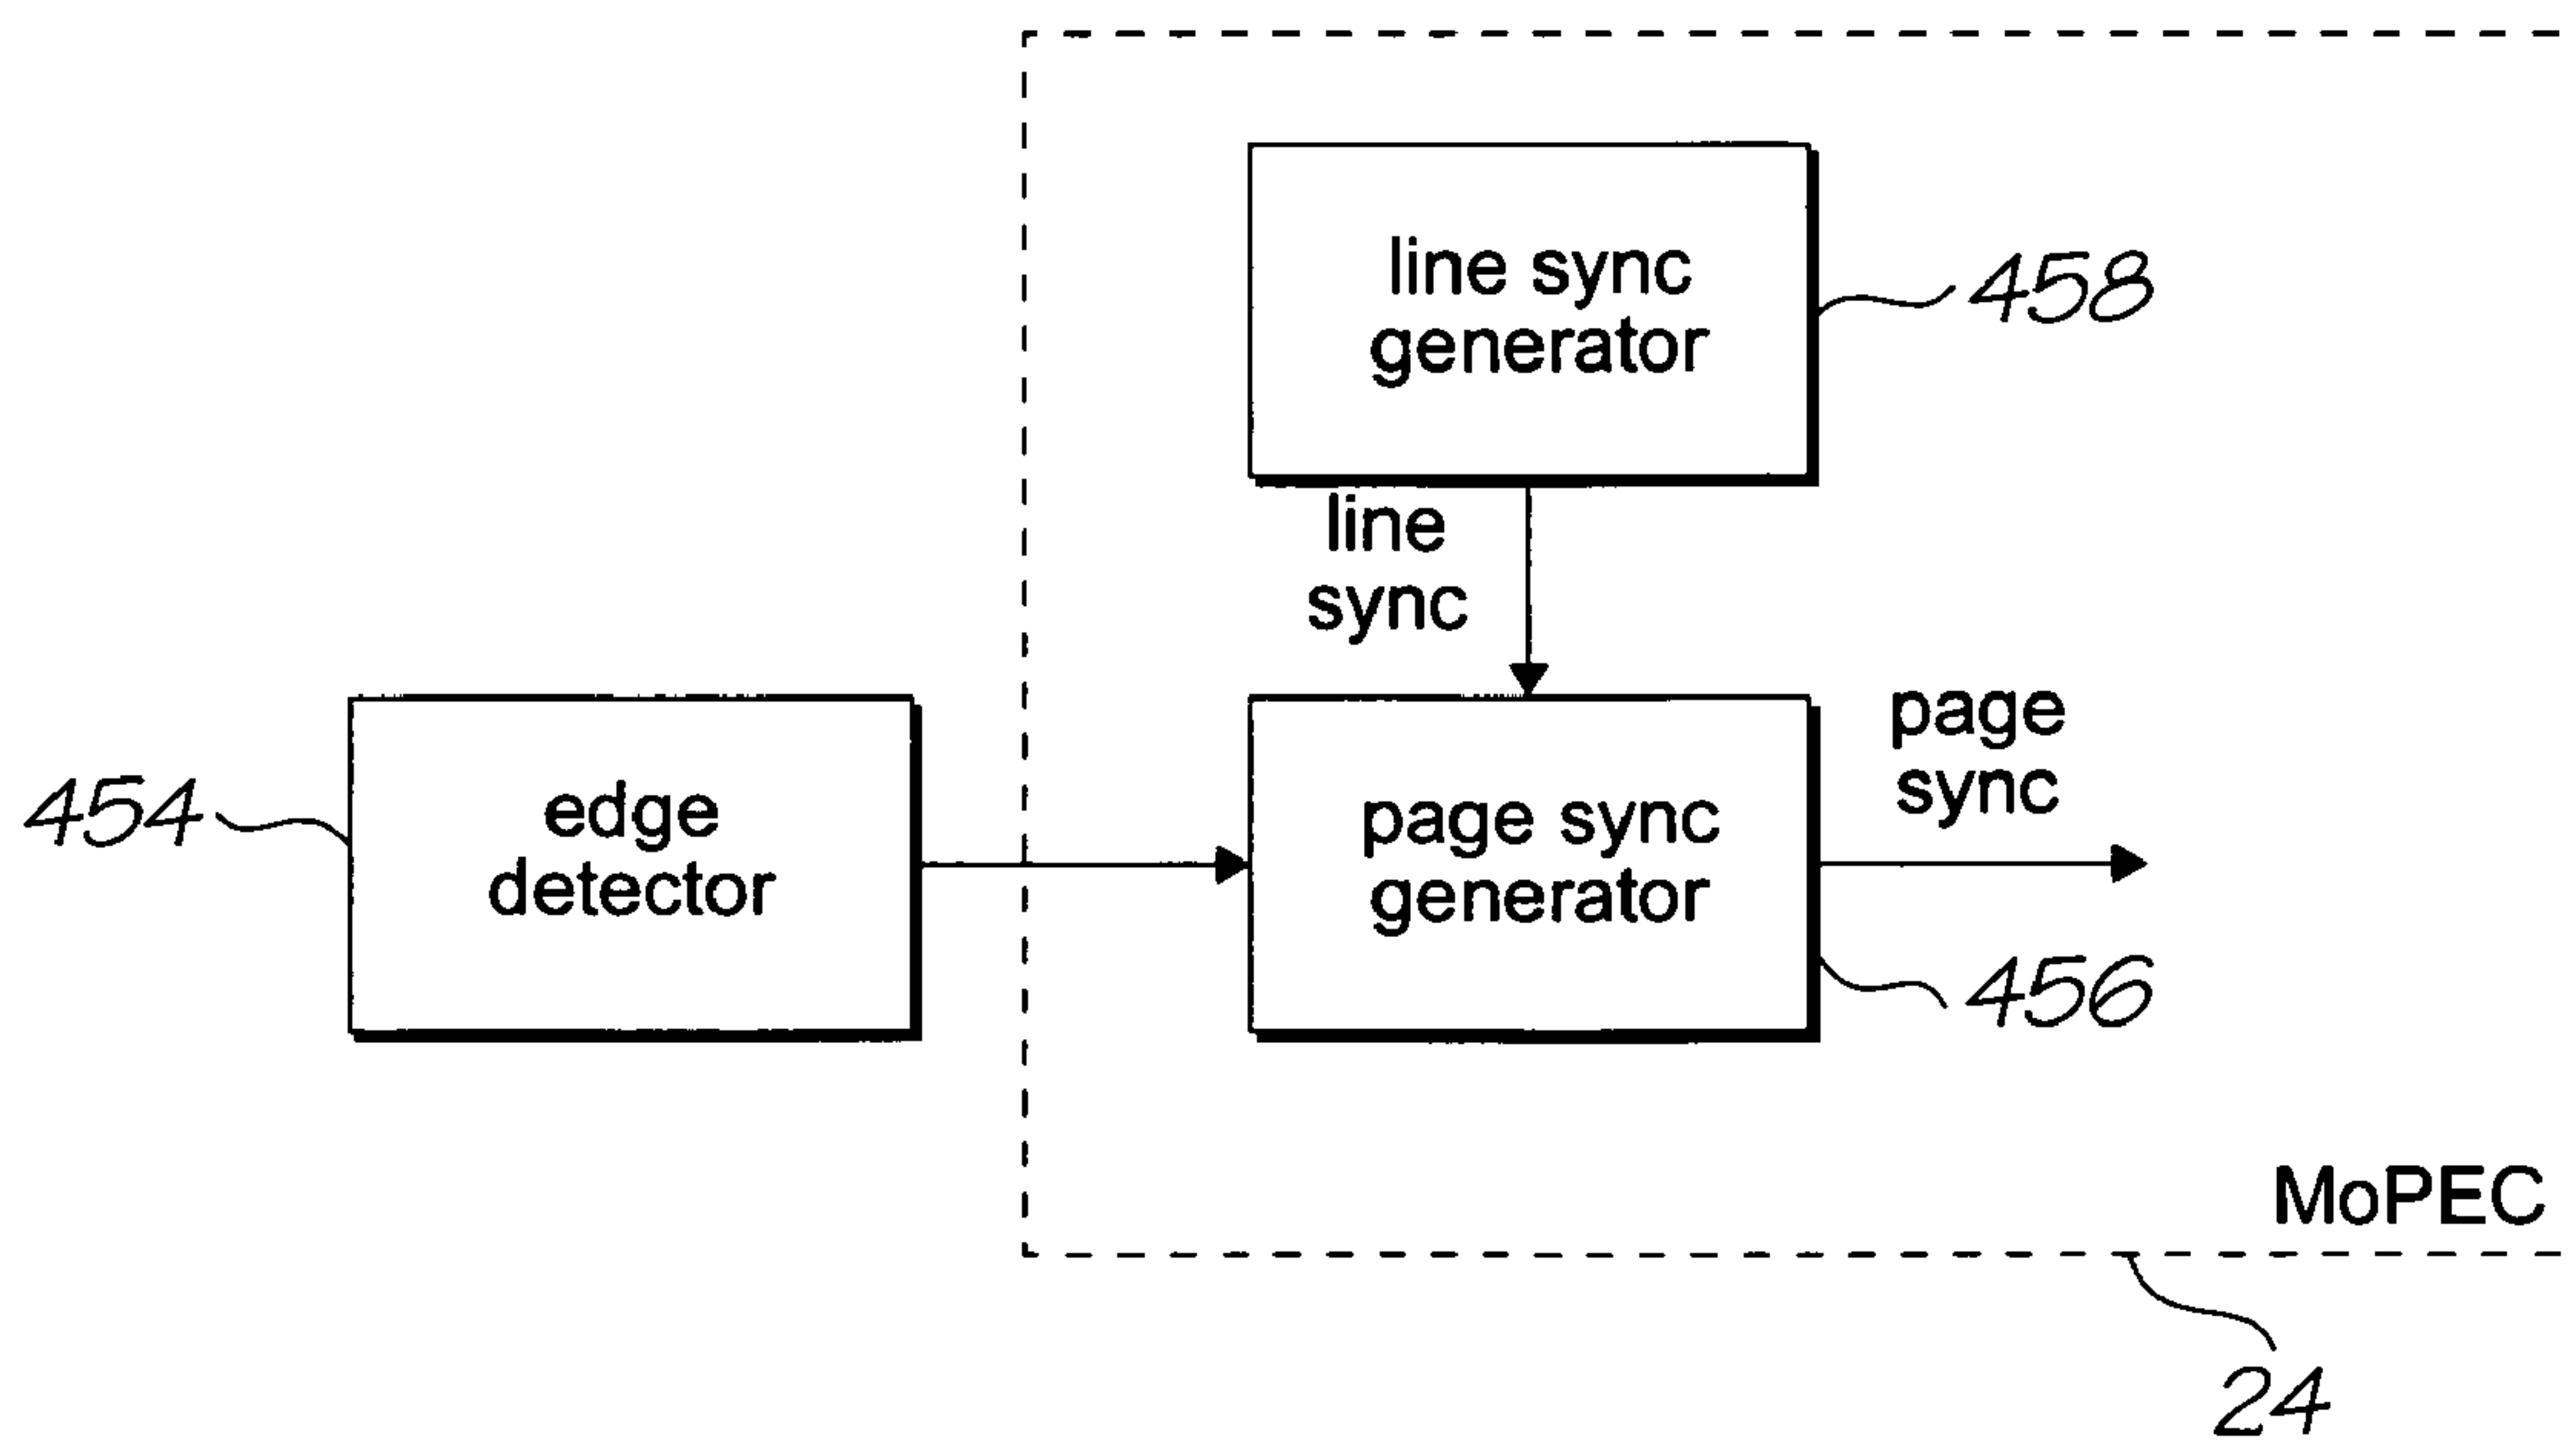 line sync
generator
458
line
sync
page
sync
454
edge
detector
page sync
generator
456
MoPEC
24